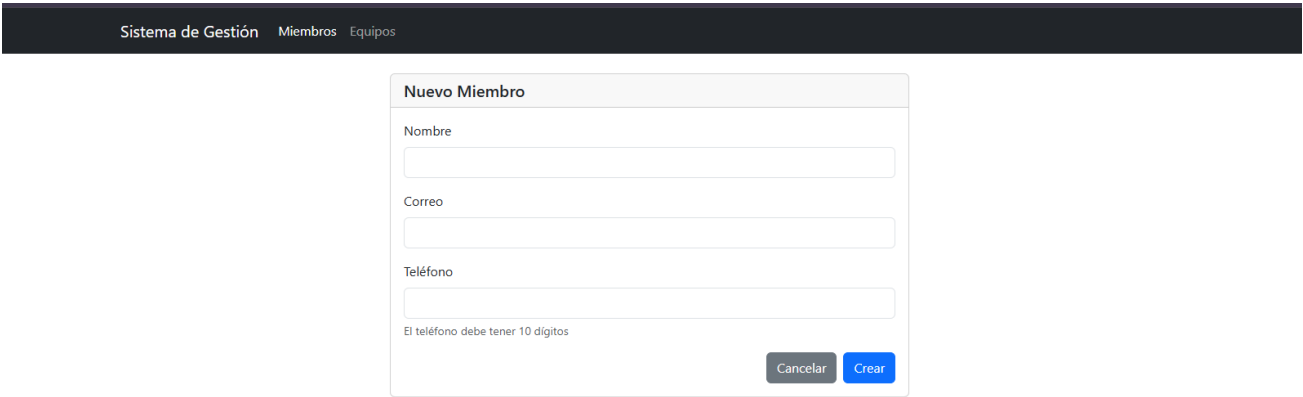 Sistema de Gestión Miembros Equipos
Nuevo Miembro
Nombre
Correo
Teléfono
El teléfono debe tener 10 dígitos
Cancelar Crear